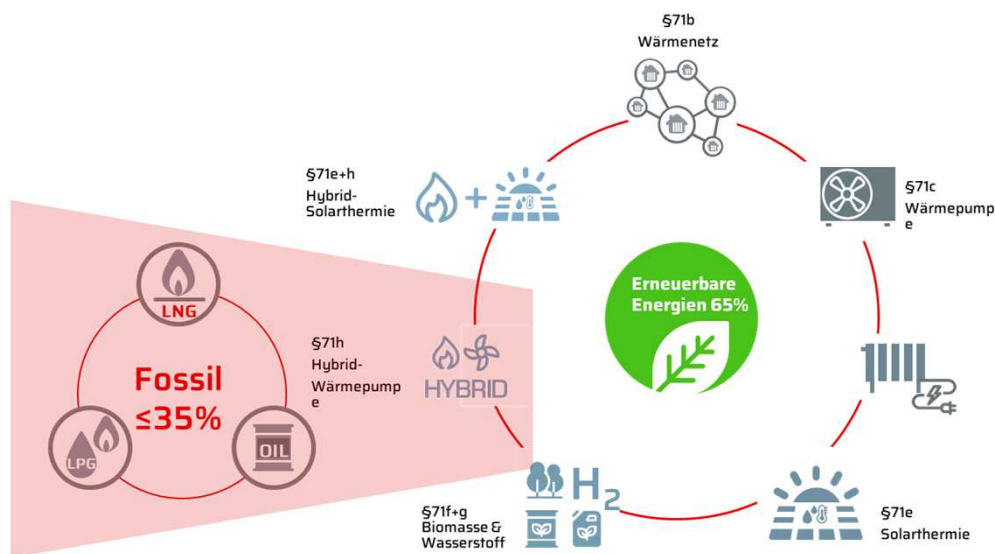 §71b
Wärmenetz
§71e+h
Hybrid-
Solarthermie
§71c
Wärmepump
e
Erneuerbare
Energien 65%
LNG
Fossil
≤35%
LPG
OIL
§71h
Hybrid-
Wärmepump
e
HYBRID
§71f+g
Biomasse &
Wasserstoff
H2
§71e
Solarthermie